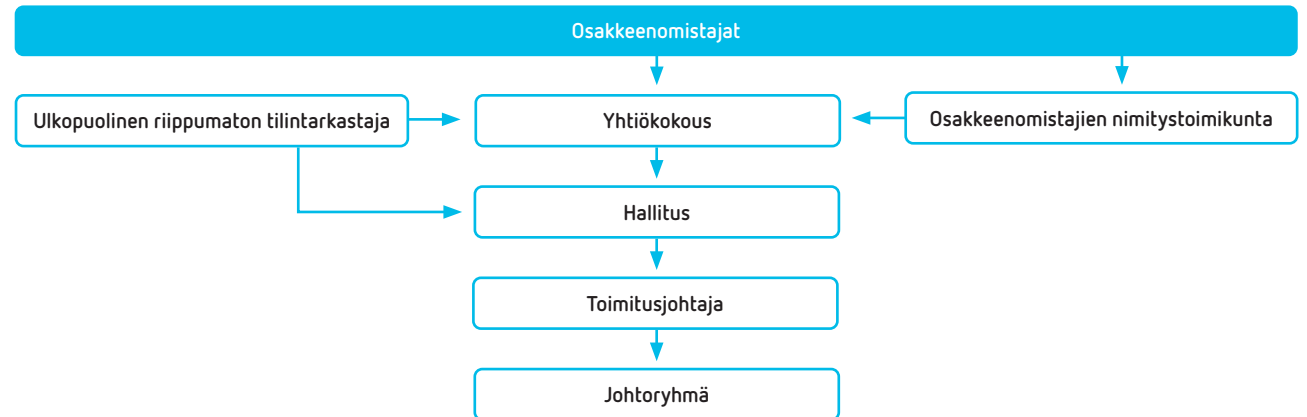 Osakkeenomistajat
Ulkopuolinen riippumaton tilintarkastaja
Yhtiökokous
Osakkeenomistajien nimitystoimikunta
Hallitus
Toimitusjohtaja
Johtoryhmä